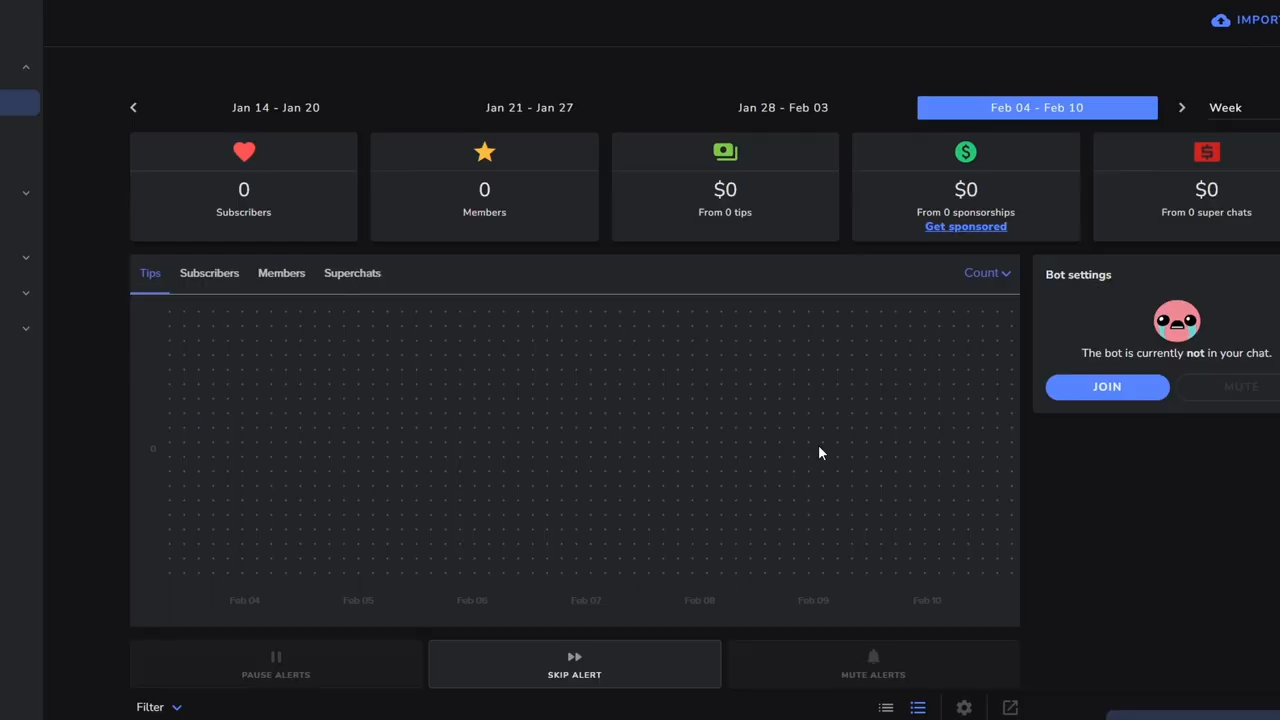 IMPOR
Jan 14 - Jan 20
Jan 21 - Jan 27
Jan 28 - Feb 03
Feb 04 - Feb 10
Week
0
Subscribers
0
Members
$0
From 0 tips
$0
From 0 sponsorships
Get sponsored
$0
From 0 super chats
Tips
Subscribers
Members
Superchats
Count
0
Feb 04
Feb 05
Feb 06
Feb 07
Feb 08
Feb 09
Feb 10
Bot settings
The bot is currently not in your chat.
JOIN
MUTE
PAUSE ALERTS
SKIP ALERT
MUTE ALERTS
Filter